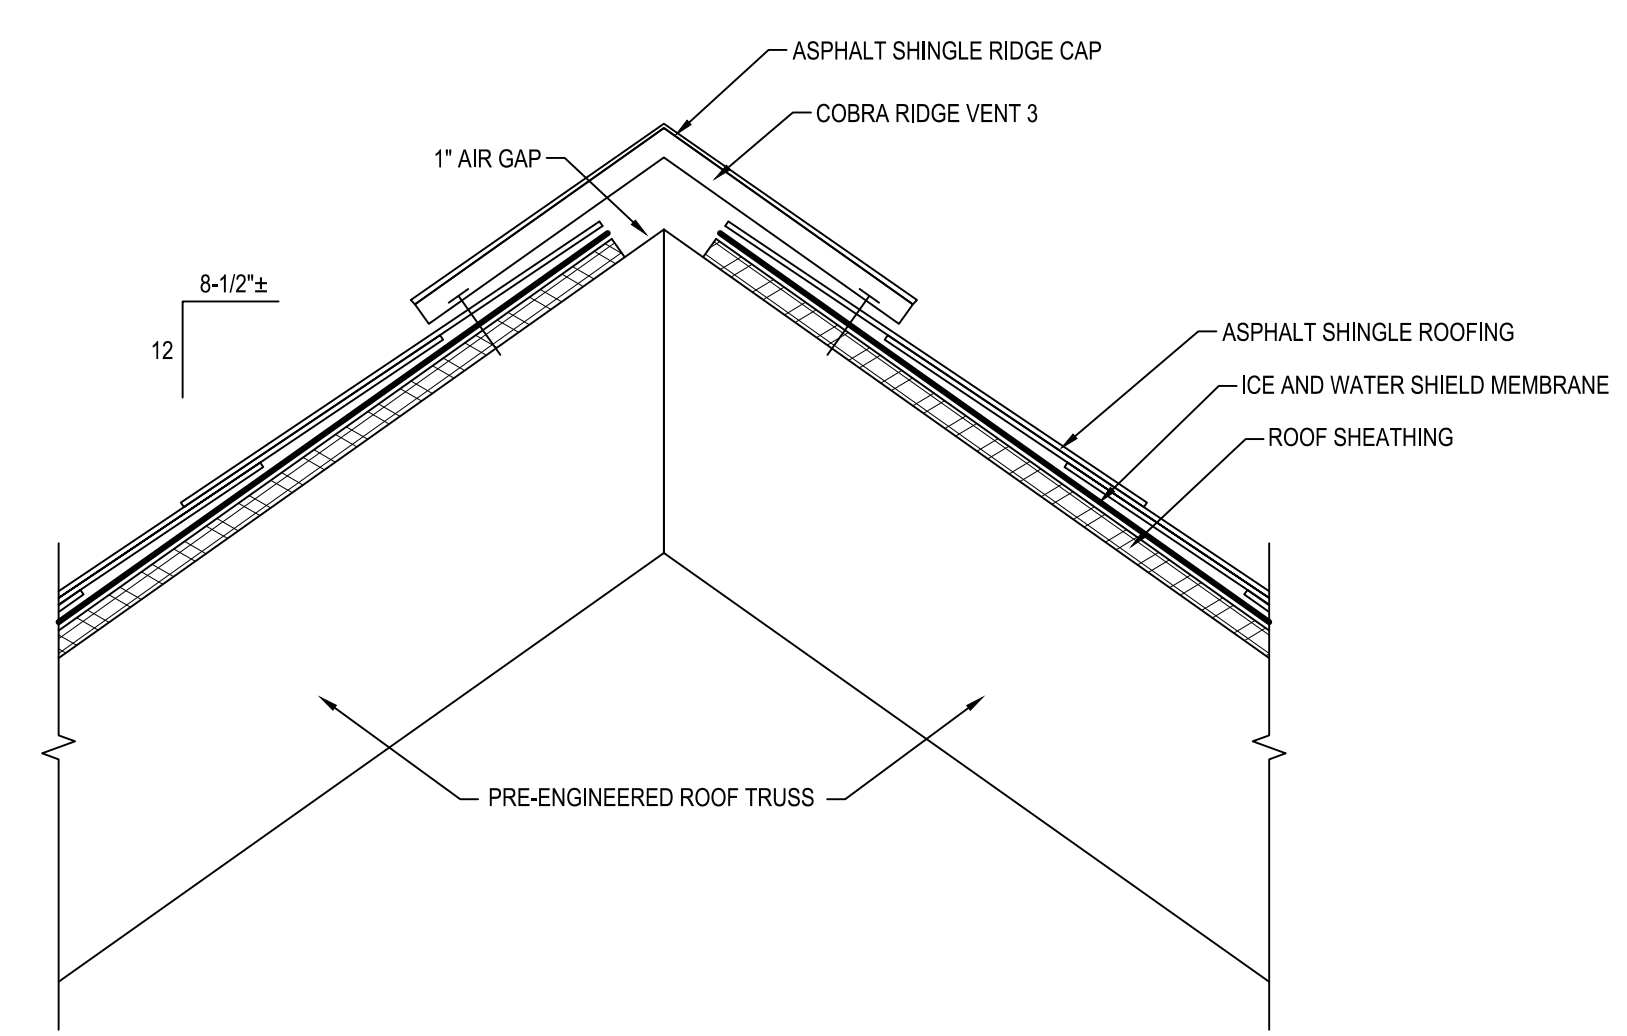 ASPHALT SHINGLE RIDGE CAP
COBRA RIDGE VENT 3
1" AIR GAP
8-1/2"±
12
ASPHALT SHINGLE ROOFING
ICE AND WATER SHIELD MEMBRANE
ROOF SHEATHING
PRE-ENGINEERED ROOF TRUSS